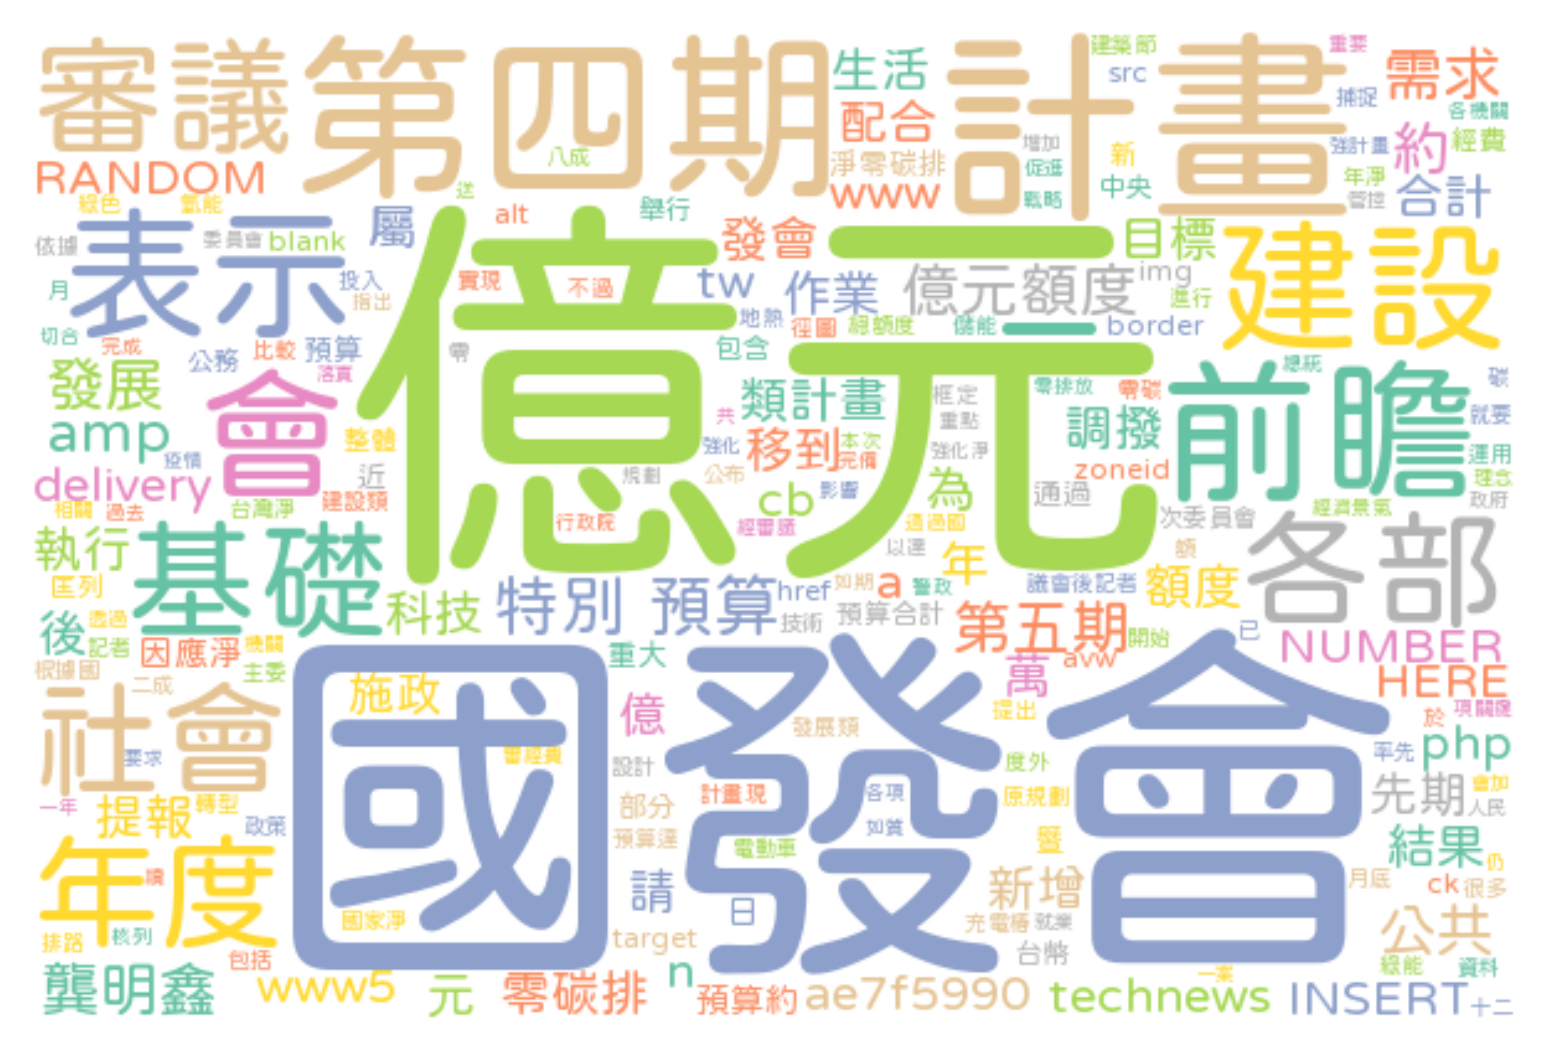 審議
第四期
計畫
生活
建築節
重要
src
需求
捕捉
配合
八成
增加
各機關
RANDOM
淨零碳排
促進
新
強計畫
約
經費
www
中央
年淨
戰略
管控
合計
綠色
氫能
送
alt
舉行
屬
依據
委員會
blank
表示
發會
目標
建設
億元
實現
不過
tw
作業
億元額度
img
進行
月
投入
指出
地熱
徑圖
總額度
儲能
border
切合
完成
公務
比較
預算
零
包含
總統
發展
會
落實
類計畫
框定
零排放
零碳
前瞻
碳
就要
共
重點
調撥
amp
整體
強化
移到
本次
完備
強化淨
運用
疫情
delivery
近
規劃
公布
zoneid
理念
建設類
cb
影響
為
通過
政府
相關
過去
台灣淨
行政院
經審議
透過國
次委員會
經濟景氣
執行
基礎
以達
年
額
各部
匡列
科技
特別
預算
href
如期
a
警政
議會後記者
額度
後
透過
記者
技術
預算合計
第五期
開始
已
因應淨
機關
重大
avw
NUMBER
根據國
主委
二成
萬
HERE
社會
國發會
施政
億
提出
於
項關鍵
要求
發展類
審經費
設計
度外
率先
php
一年
提報
轉型
計畫現
各項
原規劃
先期
會加
人民
政策
部分
如質
預算達
電動車
暨
結果
仍
年度
請
新增
月底
ck
很多
國家淨
日
充電樁
就業
公共
排路
核列
包括
target
台幣
綠能
資料
龔明鑫
www5
元
零碳排
n
預算約
ae7f5990
technews
一案
INSERT
十二